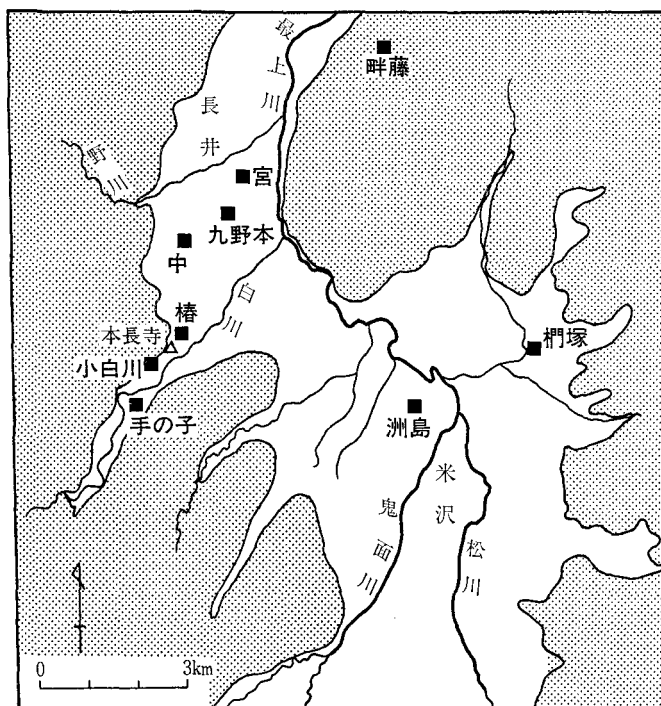 最上川
畔藤
長井
野川
宮
九野本
中
白川
椿
本長寺
小白川
手の子
椚塚
洲島
米沢
鬼面川
松川
0 3km